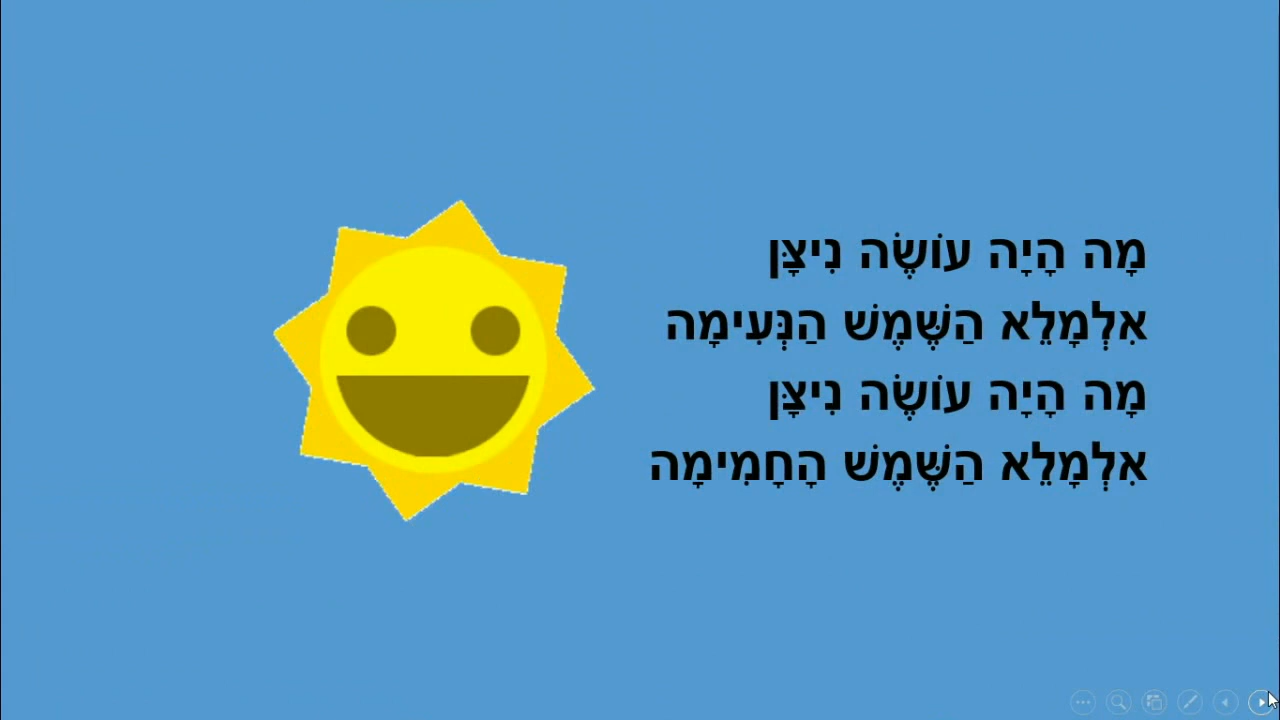 מָה הָיָה עוֹשֶׂה נִיצָּן
אִלְמָלֵא הַשֶּׁמֶשׁ הַנְּעִימָה
מָה הָיָה עוֹשֶׂה נִיצָּן
אִלְמָלֵא הַשֶּׁמֶשׁ הָחָמִימָה